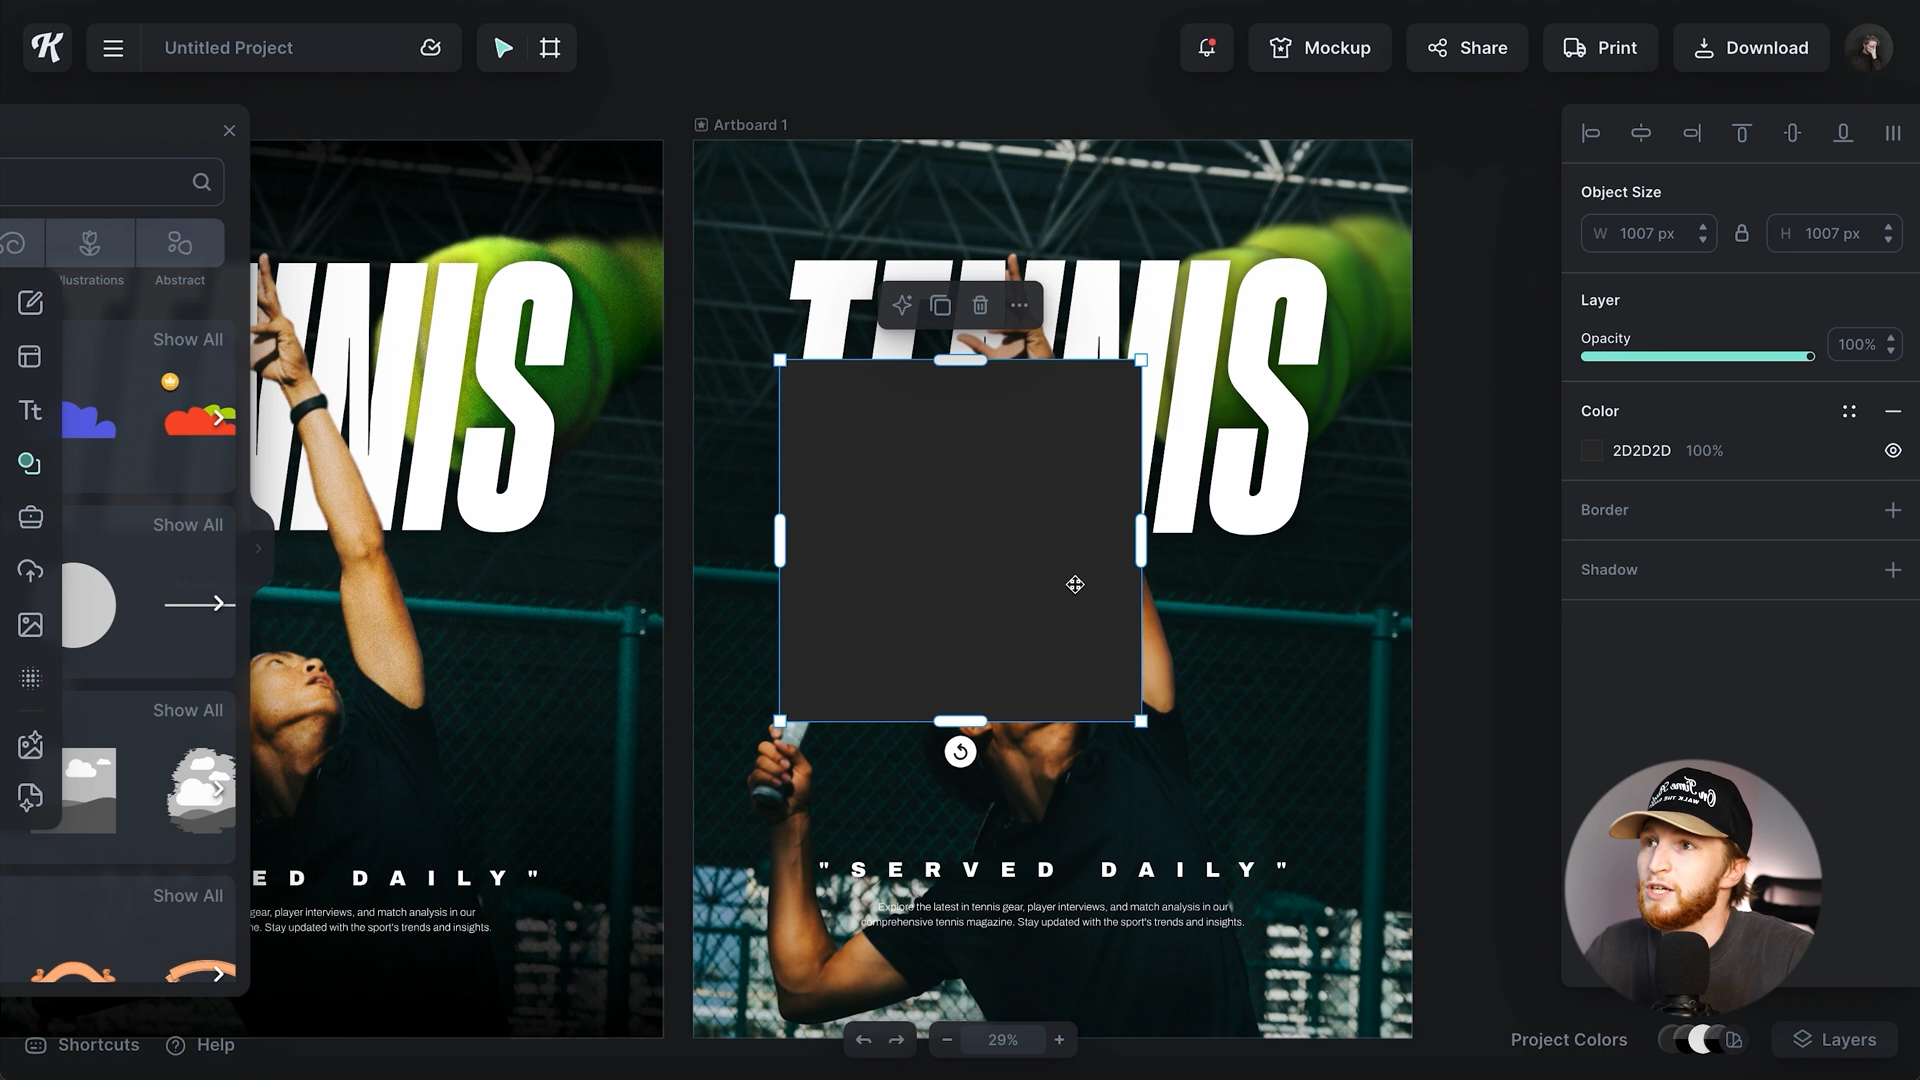 Untitled Project
Mockup
Share
Print
Download
Artboard 1
Illustrations
Abstract
Show All
Show All
Show All
Show All
Tt
NNIS
ED DAILY"
gear, player interviews, and match analysis in our
ne. Stay updated with the sport's trends and insights.
TENNIS
"SERVED DAILY"
Explore the latest in tennis gear, player interviews, and match analysis in our
comprehensive tennis magazine. Stay updated with the sport's trends and insights.
Object Size
W 1007 px
H 1007 px
Layer
Opacity
100%
Color
2D2D2D 100%
Border
Shadow
Shortcuts
Help
29%
Project Colors
Layers